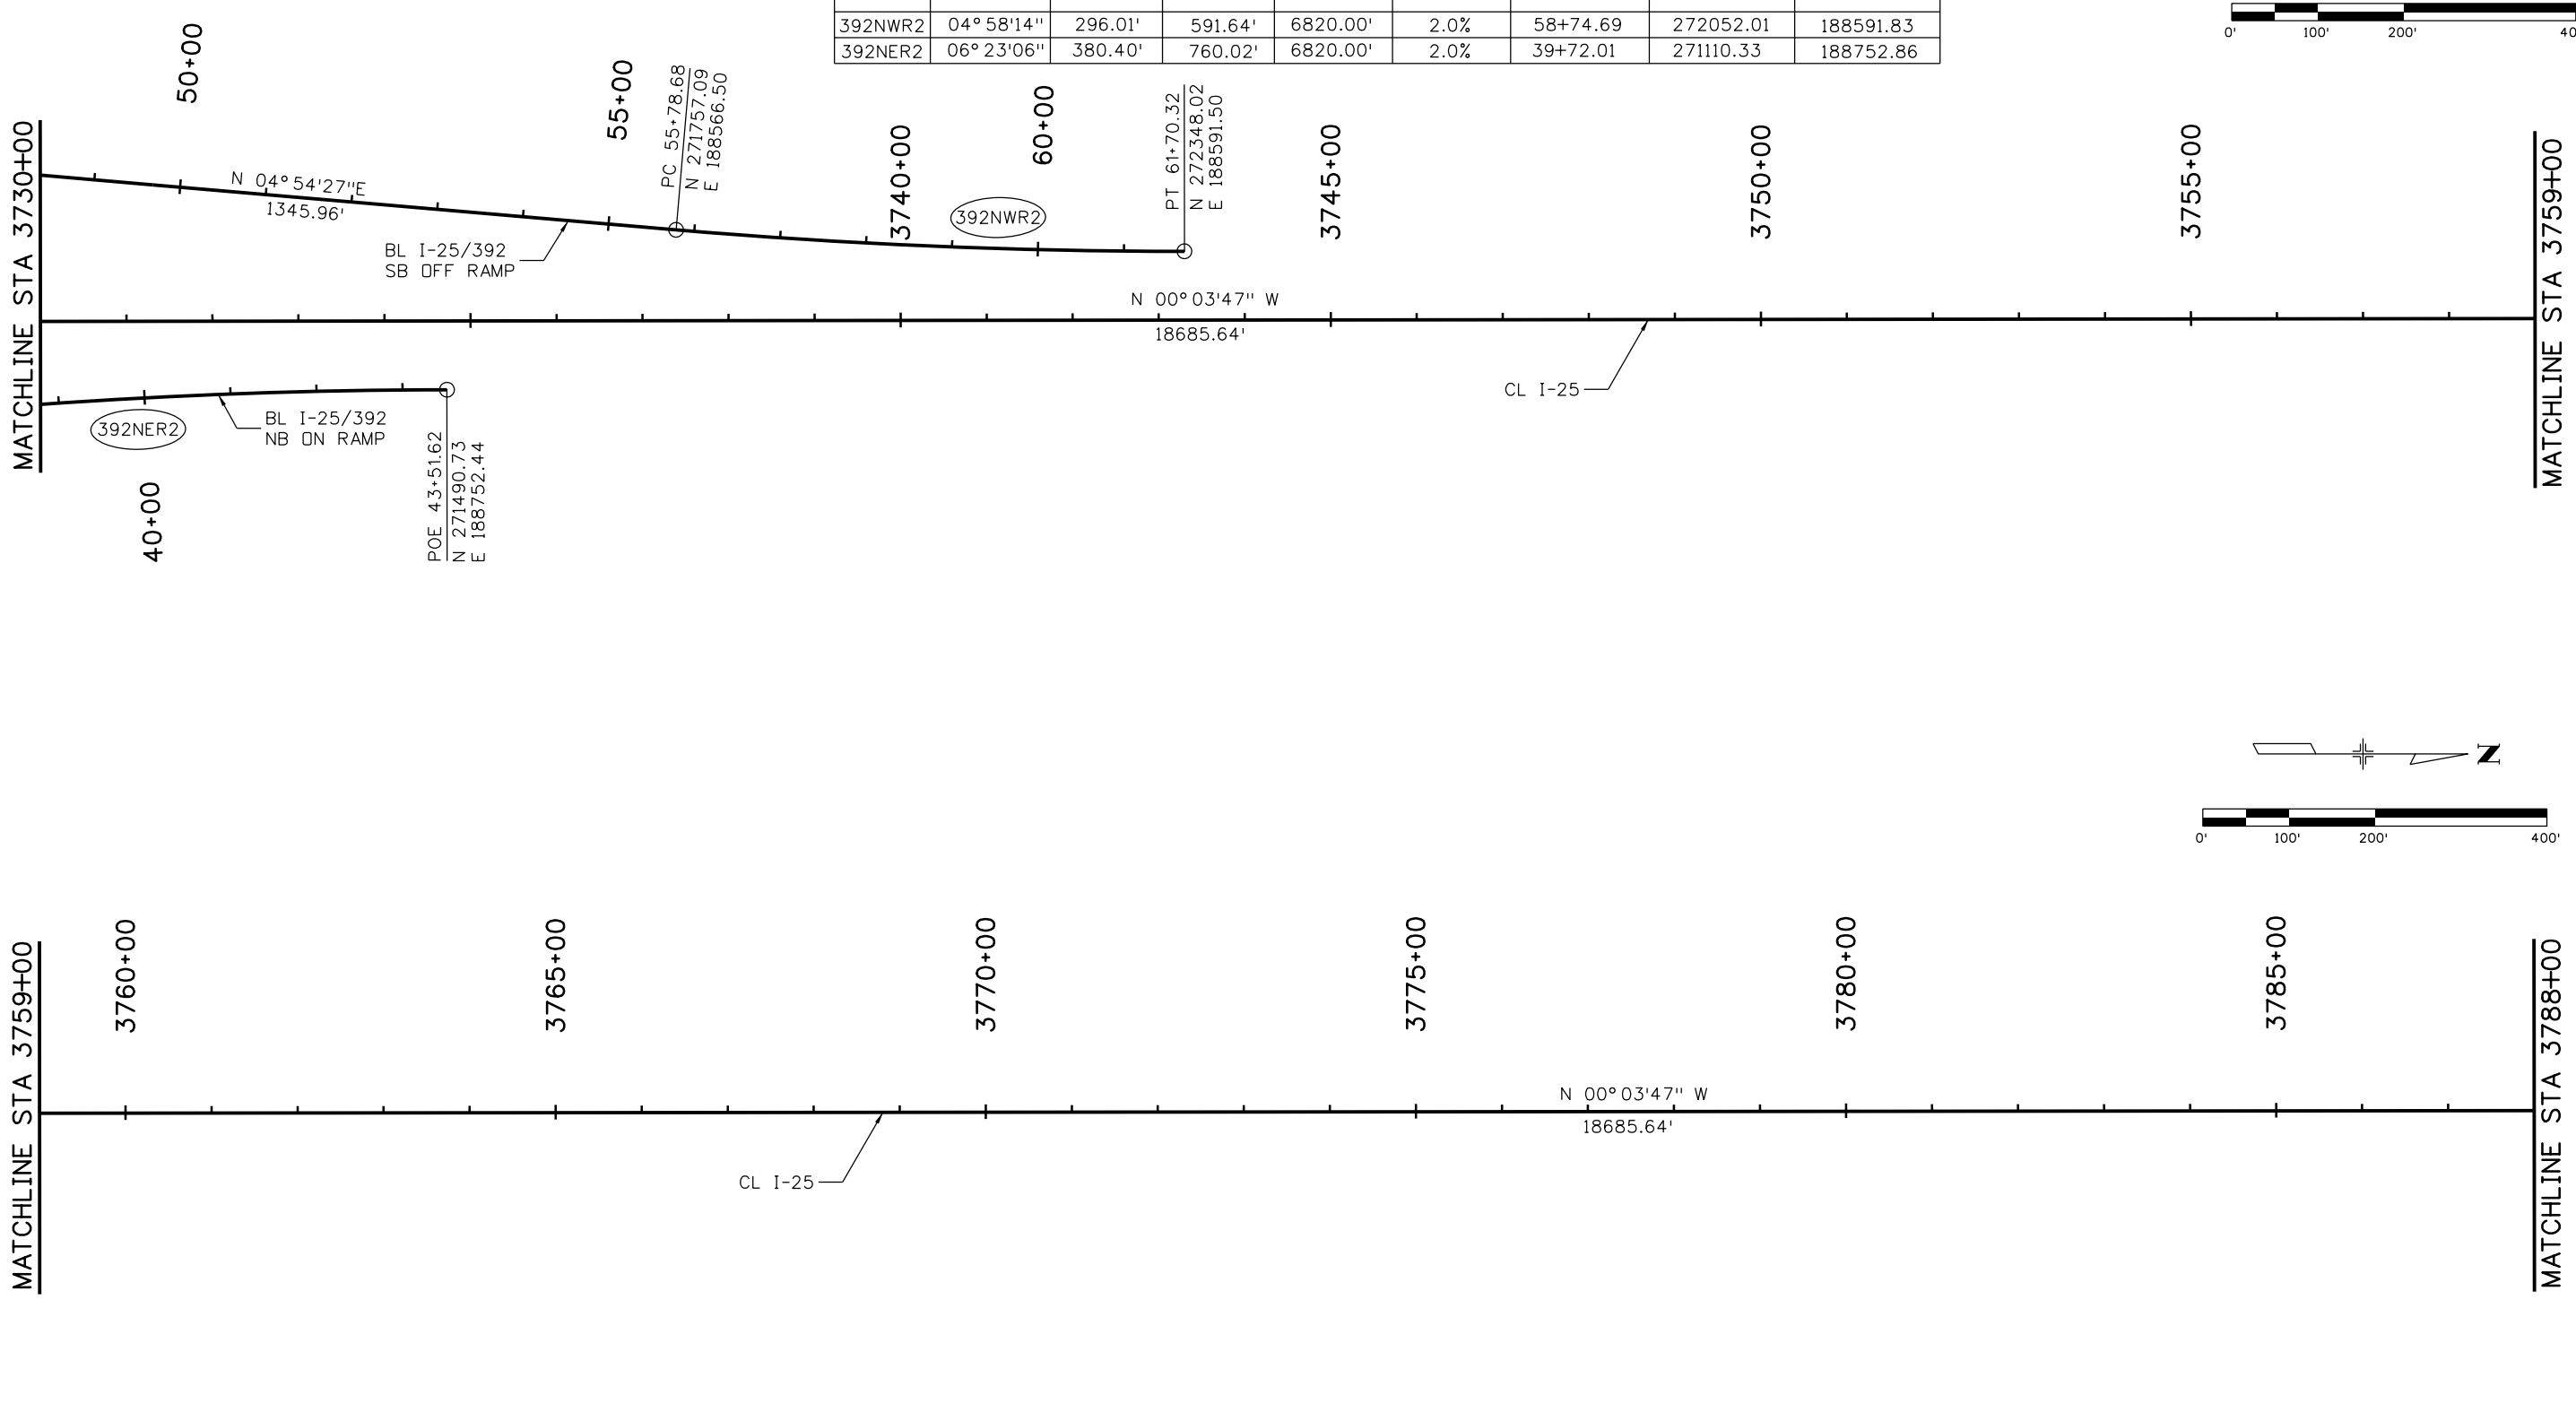 392NWR2 04°58'14" 296.01' 591.64' 6820.00' 2.0% 58+74.69 272052.01 188591.83
392NER2 06°23'06" 380.40' 760.02' 6820.00' 2.0% 39+72.01 271110.33 188752.86
0' 100' 200'
MATCHLINE STA 3730+00
50+00
55+00
PC 55+78.68
N 271757.09
E 188566.50
3740+00
60+00
PT 61+70.32
N 272348.02
E 188591.50
3745+00
3750+00
3755+00
MATCHLINE STA 3759+00
N 04°54'27"E
1345.96'
392NWR2
BL I-25/392
SB OFF RAMP
N 00°03'47" W
18685.64'
CL I-25
392NER2
BL I-25/392
NB ON RAMP
40+00
POE 43+51.62
N 271490.73
E 188752.44
N
0' 100' 200' 400'
MATCHLINE STA 3759+00
3760+00
3765+00
3770+00
3775+00
3780+00
3785+00
MATCHLINE STA 3788+00
N 00°03'47" W
18685.64'
CL I-25